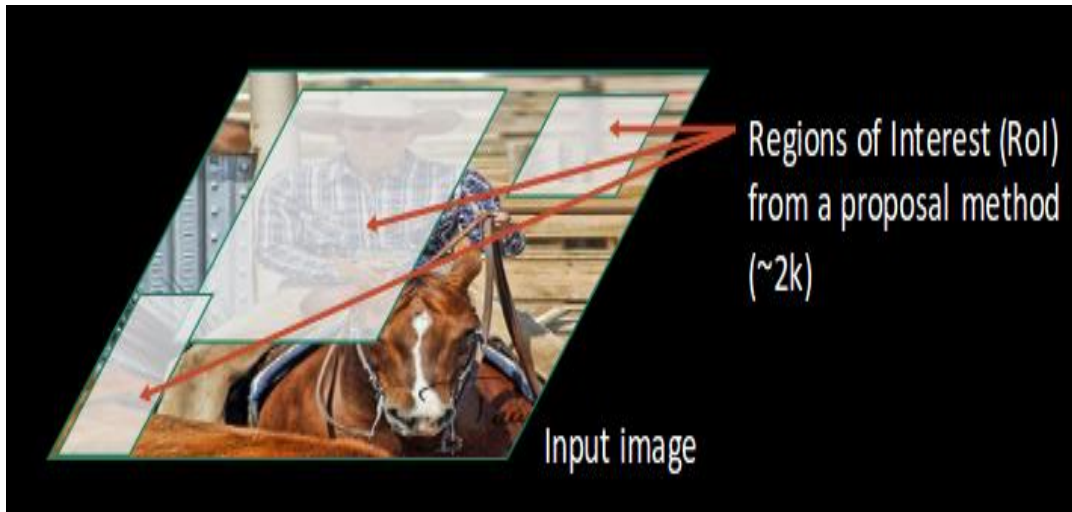 Regions of Interest (RoI)
from a proposal method
(~2k)
Input image